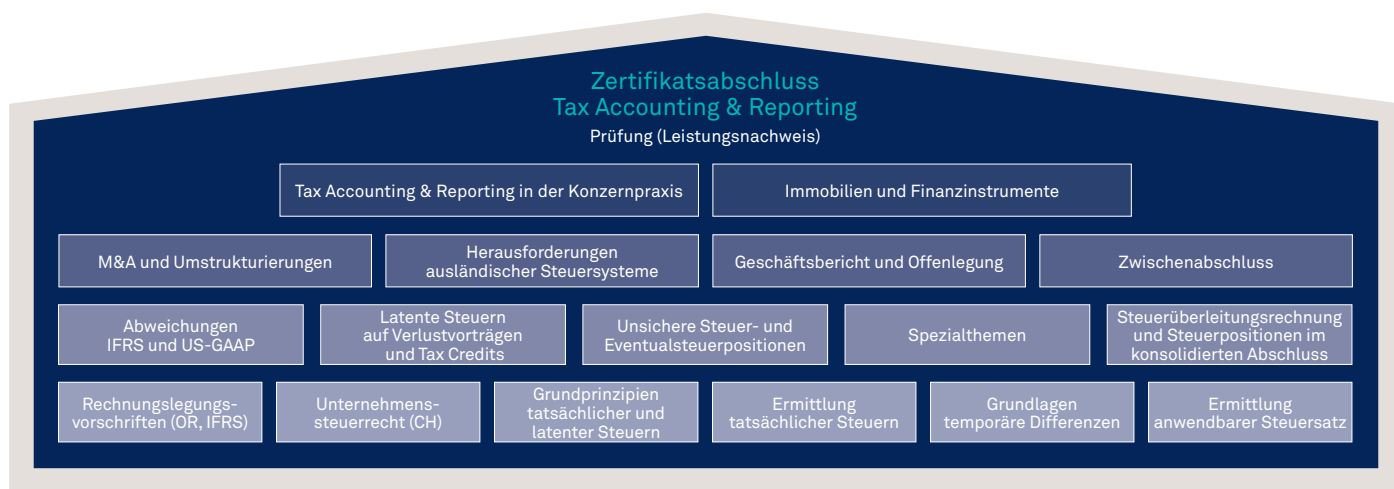 Zertifikatsabschluss
Tax Accounting & Reporting
Prüfung (Leistungsnachweis)
Tax Accounting & Reporting in der Konzernpraxis
Immobilien und Finanzinstrumente
M&A und Umstrukturierungen
Herausforderungen
ausländischer Steuersysteme
Geschäftsbericht und Offenlegung
Zwischenabschluss
Abweichungen
IFRS und US-GAAP
Latente Steuern
auf Verlustvorträgen
und Tax Credits
Unsichere Steuer- und
Eventualsteuerpositionen
Spezialthemen
Steuerüberleitungsrechnung
und Steuerpositionen im
konsolidierten Abschluss
Rechnungslegungs-
vorschriften (OR, IFRS)
Unternehmens-
steuerrecht (CH)
Grundprinzipien
tatsächlicher und
latenter Steuern
Ermittlung
tatsächlicher Steuern
Grundlagen
temporäre Differenzen
Ermittlung
anwendbarer Steuersatz